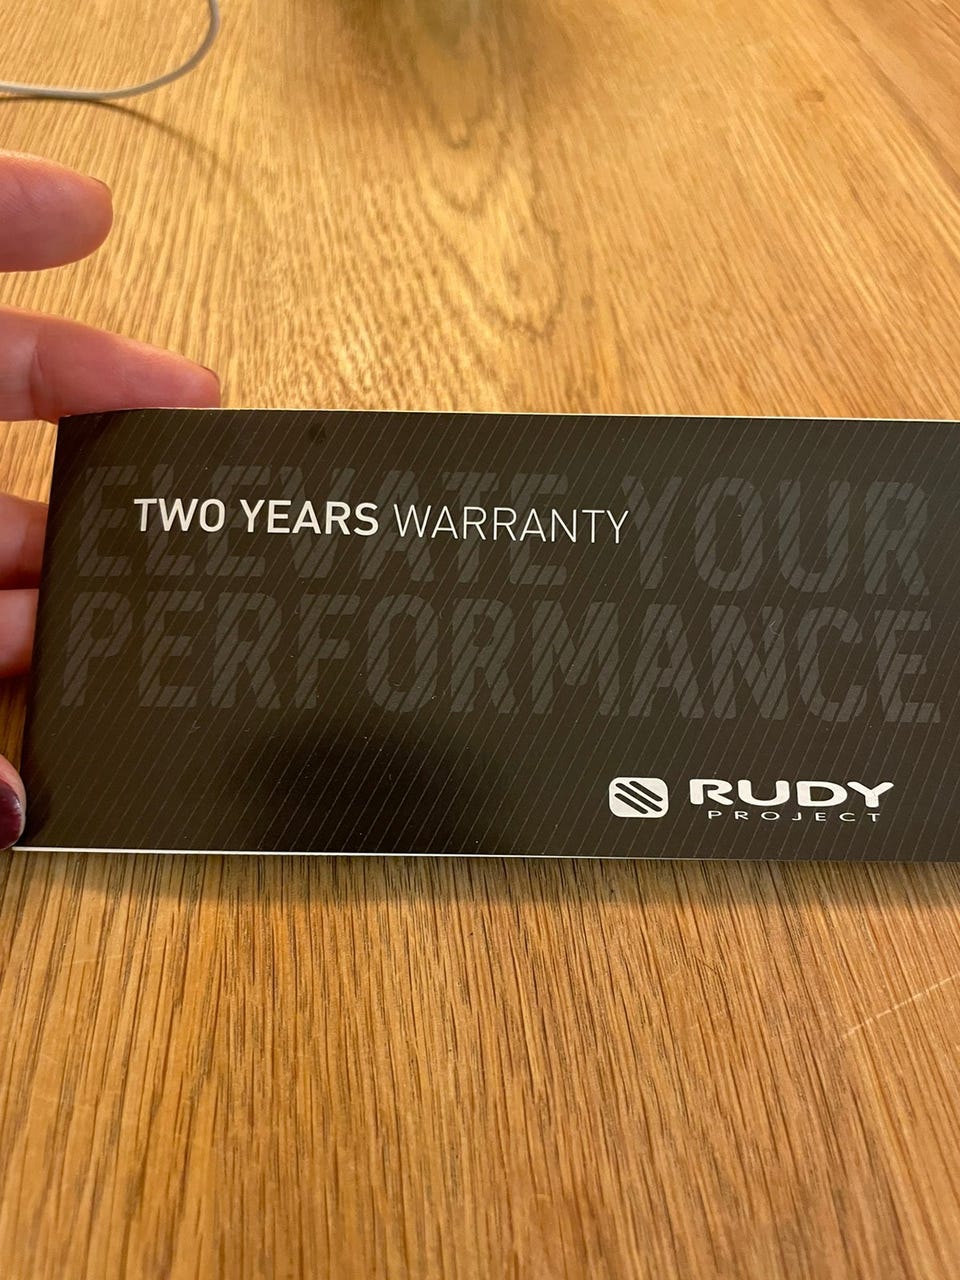 TWO YEARS WARRANTY
ELEVATE YOUR
PERFORMANCE.
RUDY
PROJECT